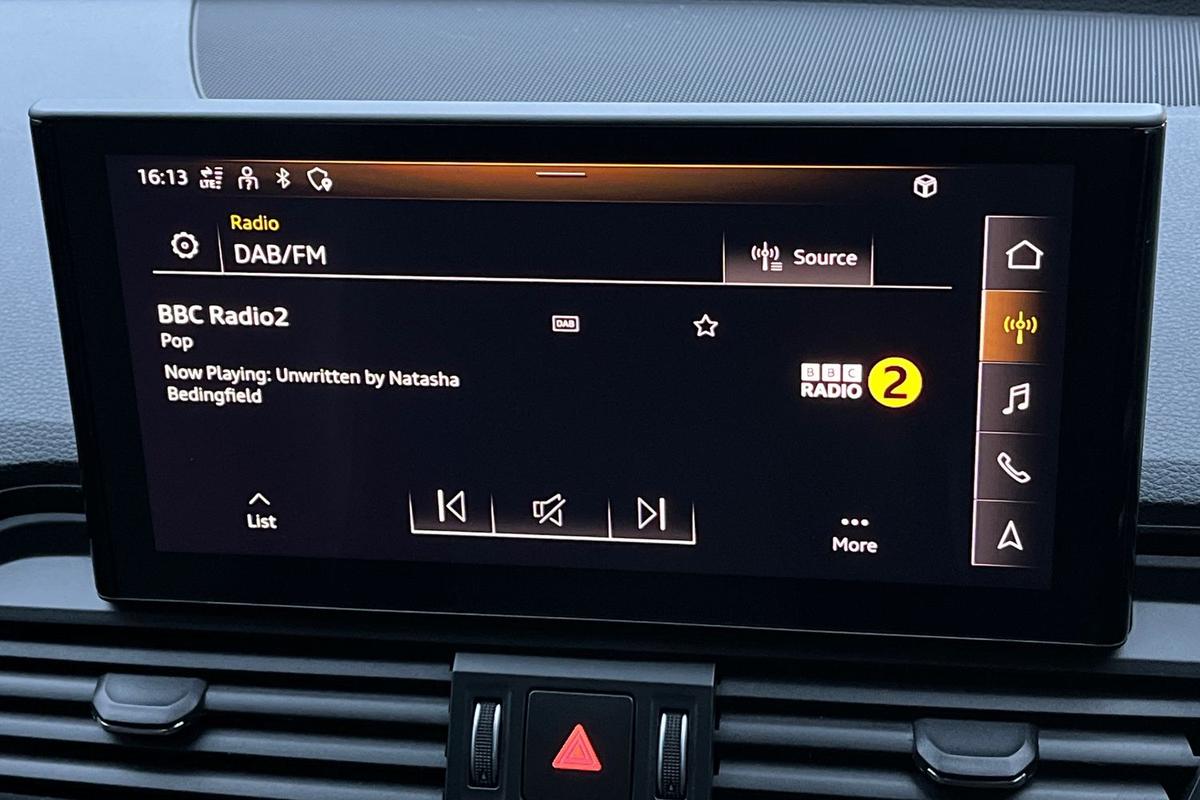 16:13 LTE
Radio
DAB/FM
Source
BBC Radio2
DAB
Pop
Now Playing: Unwritten by Natasha
Bedingfield
BBC
RADIO 2
List
More